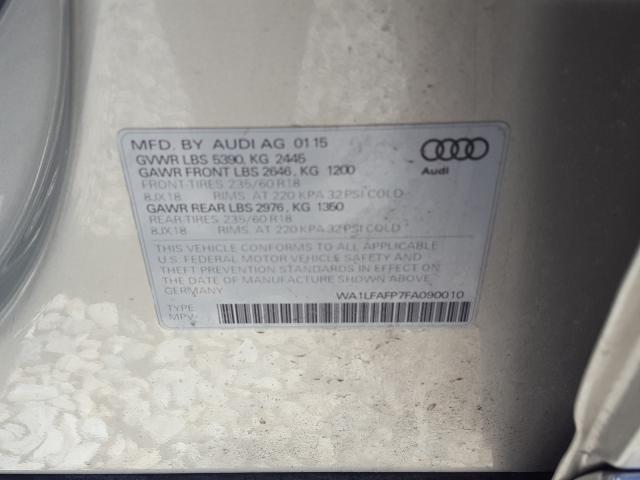 MFD. BY AUDI AG 01 15
GVWR LBS 5390, KG 2445
GAWR FRONT LBS 2646, KG 1200
FRONT-TIRES 235/60 R18
8JX18 RIMS, AT 220 KPA 32 PSI COLD
GAWR REAR LBS 2976, KG 1350
REAR-TIRES 235/60 R18
8JX18 RIMS, AT 220 KPA 32 PSI COLD
THIS VEHICLE CONFORMS TO ALL APPLICABLE
U.S. FEDERAL MOTOR VEHICLE SAFETY AND
THEFT PREVENTION STANDARDS IN EFFECT ON
THE DATE OF MANUFACTURE SHOWN ABOVE
GERMANY
WA1LFAFP7FA090010
TYPE:
MPV
Audi